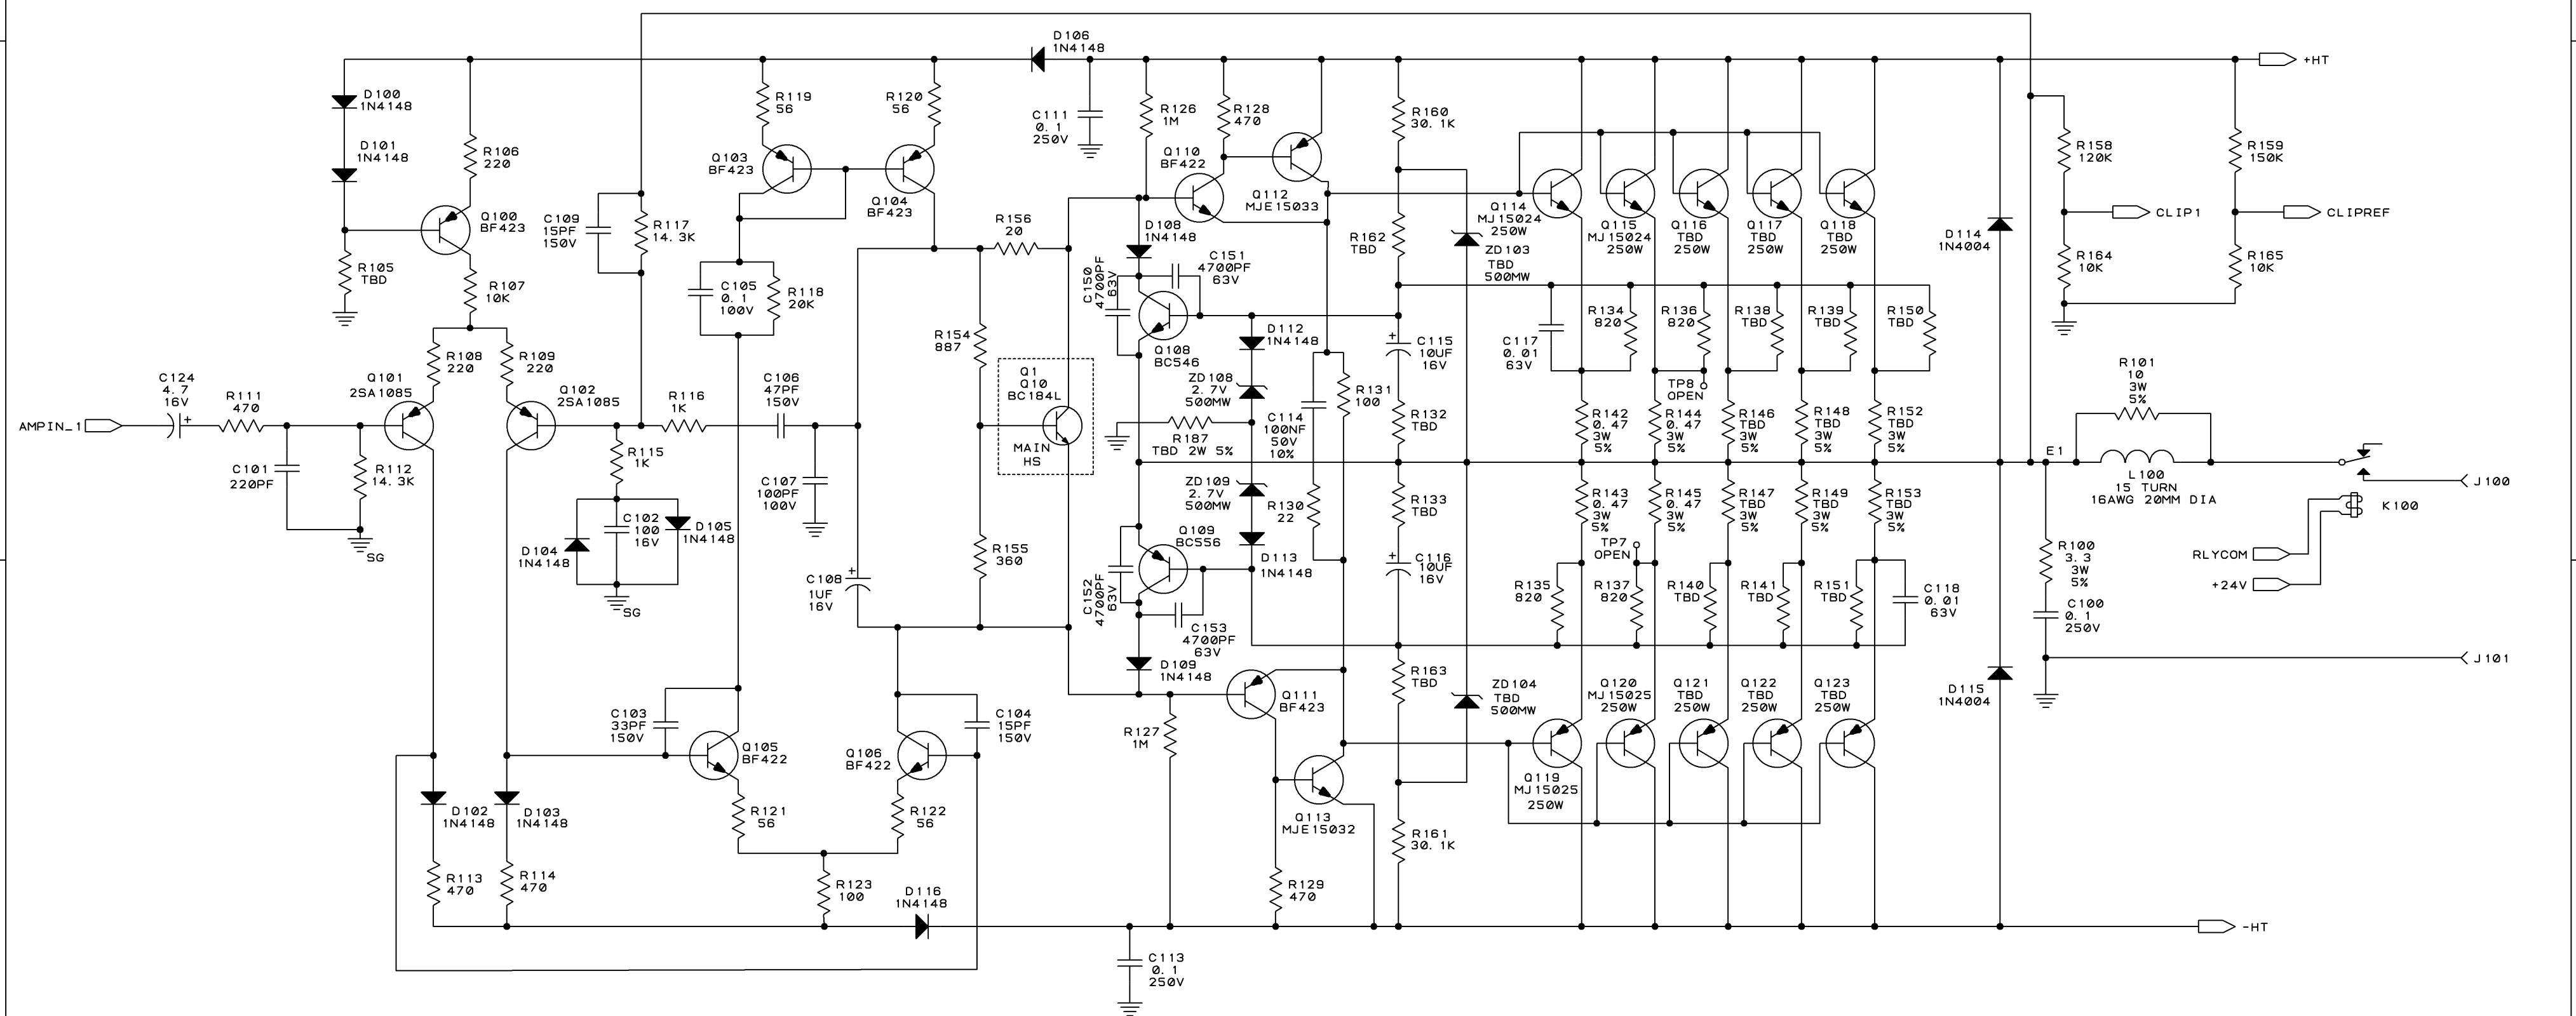 D106
1N4148
+HT
D100
1N4148
D101
1N4148
R106
220
R119
56
R120
56
C111
0.1
250V
R126
1M
R128
470
R160
30.1K
R158
120K
R159
150K
Q103
BF423
Q104
BF423
Q110
BF422
Q112
MJE15033
Q100
BF423
R105
TBD
R107
10K
C109
15PF
150V
R117
14.3K
R156
20
D108
1N4148
C150
4700PF
63V
C151
4700PF
63V
R162
TBD
ZD103
TBD
500MW
Q114
MJ15024
250W
Q115
MJ15024
250W
Q116
TBD
250W
Q117
TBD
250W
Q118
TBD
250W
D114
1N4004
CLIP1
CLIPREF
R164
10K
R165
10K
C105
0.1
100V
R118
20K
R154
887
Q108
BC546
D112
1N4148
C115
10UF
16V
C117
0.01
63V
R134
820
R136
820
R138
TBD
R139
TBD
R150
TBD
R108
220
R109
220
C124
4.7
16V
R111
470
Q101
2SA1085
Q102
2SA1085
R116
1K
C106
47PF
150V
Q1
Q10
BC184L
MAIN
HS
ZD108
2.7V
500MW
C114
100NF
50V
10%
R131
100
R132
TBD
TP8
OPEN
R142
0.47
3W
5%
R144
0.47
3W
5%
R146
TBD
3W
5%
R148
TBD
3W
5%
R152
TBD
3W
5%
R101
10
3W
5%
AMPIN_1
R187
TBD 2W 5%
E1
L100
15 TURN
16AWG 20MM DIA
J100
C101
220PF
R112
14.3K
SG
R115
1K
C102
100
16V
D104
1N4148
D105
1N4148
SG
C107
100PF
100V
C108
1UF
16V
R155
360
ZD109
2.7V
500MW
Q109
BC556
D113
1N4148
R130
22
R133
TBD
C116
10UF
16V
TP7
OPEN
R143
0.47
3W
5%
R145
0.47
3W
5%
R147
TBD
3W
5%
R149
TBD
3W
5%
R153
TBD
3W
5%
K100
RLYCOM
+24V
R100
3.3
3W
5%
C100
0.1
250V
J101
C152
4700PF
63V
C153
4700PF
63V
R135
820
R137
820
R140
TBD
R141
TBD
R151
TBD
C118
0.01
63V
D109
1N4148
Q111
BF423
R163
TBD
ZD104
TBD
500MW
Q120
MJ15025
250W
Q121
TBD
250W
Q122
TBD
250W
Q123
TBD
250W
D115
1N4004
C103
33PF
150V
Q105
BF422
Q106
BF422
C104
15PF
150V
R127
1M
Q119
MJ15025
250W
Q113
MJE15032
R161
30.1K
D102
1N4148
D103
1N4148
R121
56
R122
56
R113
470
R114
470
R123
100
D116
1N4148
R129
470
-HT
C113
0.1
250V